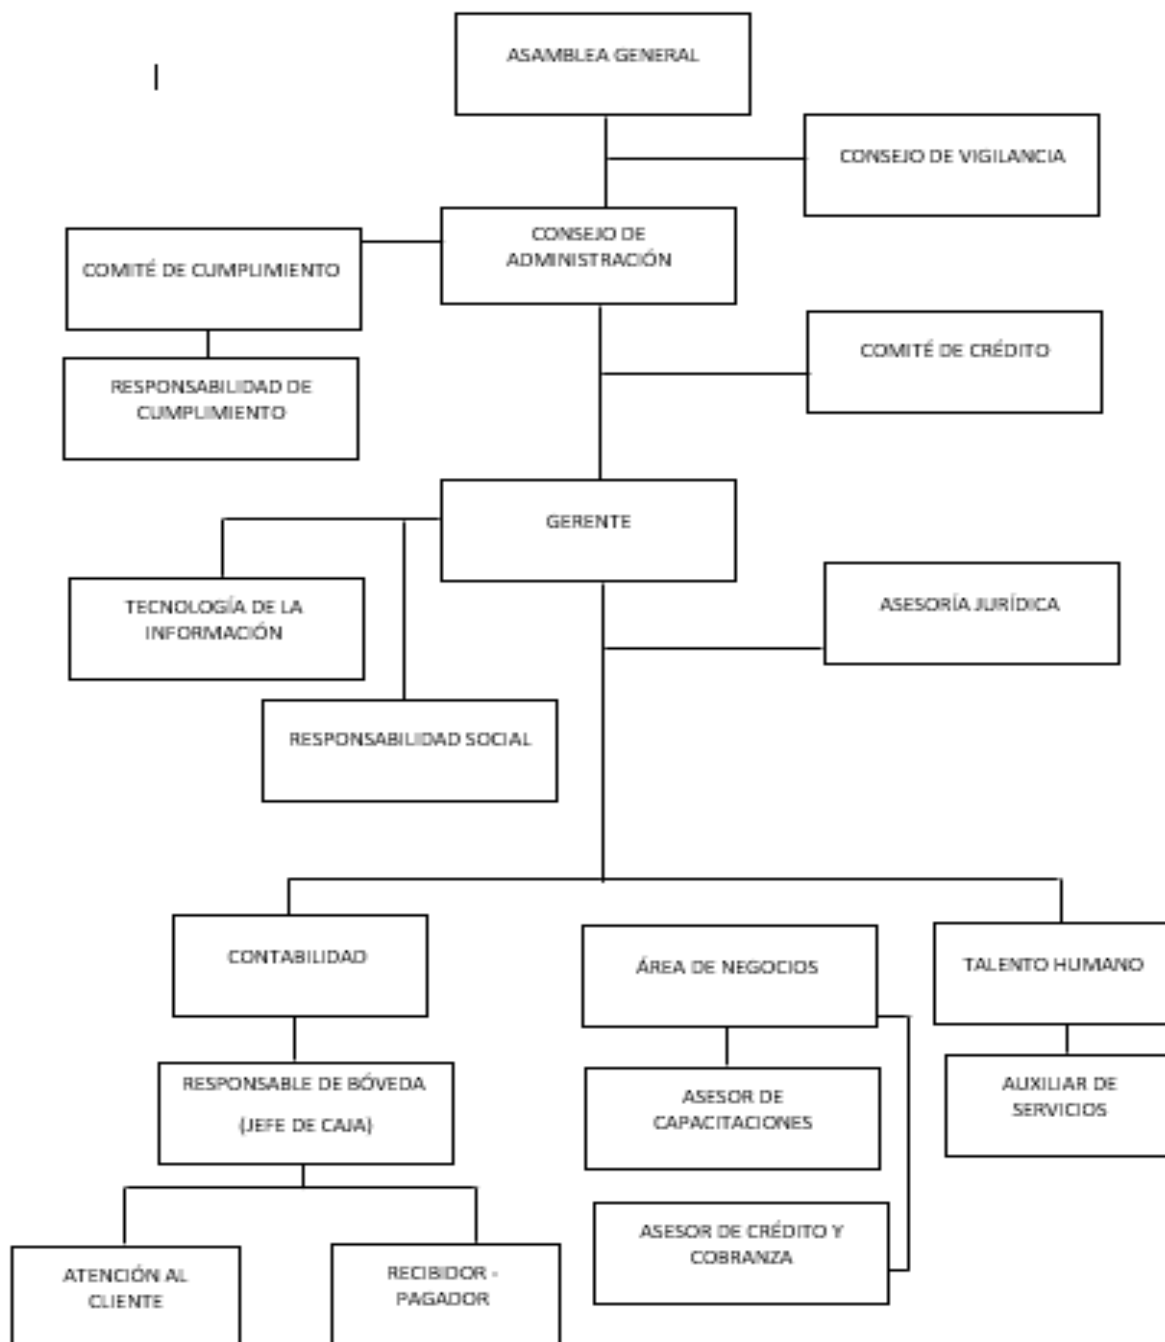 ASAMBLEA GENERAL
CONSEJO DE VIGILANCIA
CONSEJO DE
ADMINISTRACIÓN
COMITÉ DE CUMPLIMIENTO
COMITÉ DE CRÉDITO
RESPONSABILIDAD DE
CUMPLIMIENTO
GERENTE
TECNOLOGÍA DE LA
INFORMACIÓN
ASESORÍA JURÍDICA
RESPONSABILIDAD SOCIAL
CONTABILIDAD
ÁREA DE NEGOCIOS
TALENTO HUMANO
RESPONSABLE DE BÓVEDA
(JEFE DE CAJA)
ASESOR DE
CAPACITACIONES
AUXILIAR DE
SERVICIOS
ASESOR DE CRÉDITO Y
COBRANZA
ATENCIÓN AL
CLIENTE
RECIBIDOR -
PAGADOR